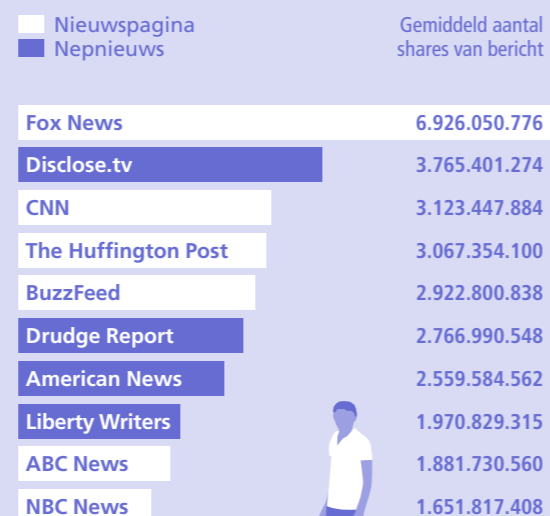 Nieuwspagina
Nepnieuws
Gemiddeld aantal
shares van bericht
Fox News 6.926.050.776
Disclose.tv 3.765.401.274
CNN 3.123.447.884
The Huffington Post 3.067.354.100
BuzzFeed 2.922.800.838
Drudge Report 2.766.990.548
American News 2.559.584.562
Liberty Writers 1.970.829.315
ABC News 1.881.730.560
NBC News 1.651.817.408